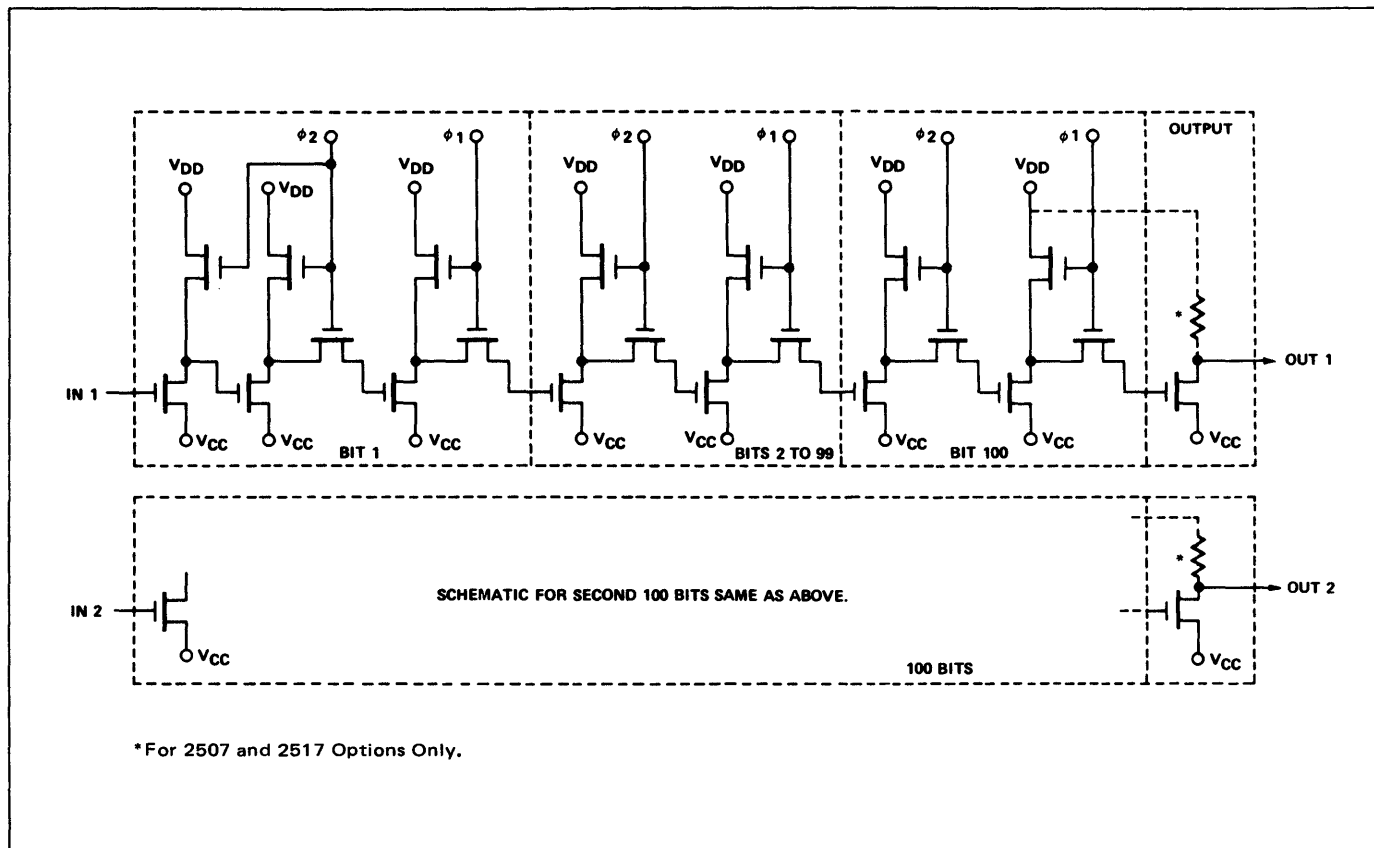 OUTPUT
ϕ2 ϕ1 ϕ2 ϕ1 ϕ2 ϕ1
VDD VDD VDD VDD VDD VDD VDD
*
IN 1 OUT 1
VCC VCC VCC VCC VCC VCC VCC VCC
BIT 1 BITS 2 TO 99 BIT 100
*
IN 2 SCHEMATIC FOR SECOND 100 BITS SAME AS ABOVE. OUT 2
VCC VCC
100 BITS
*For 2507 and 2517 Options Only.